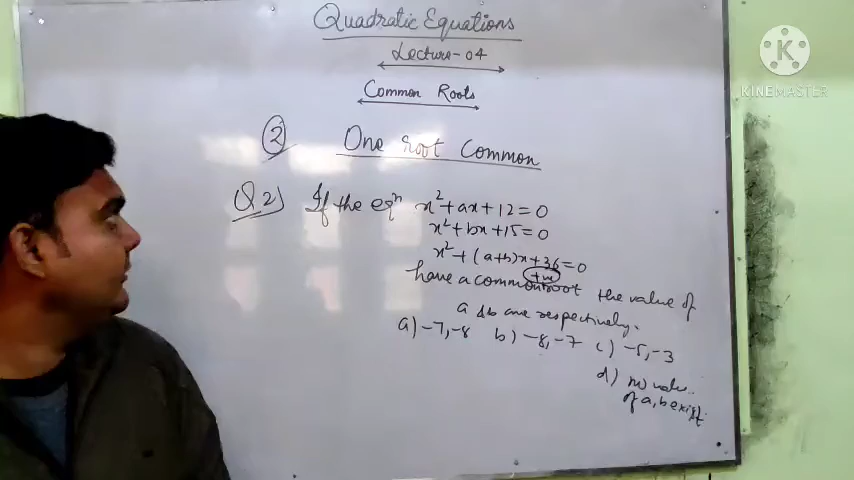 Quadratic Equations
Lecture-04
Common Roots
② One Root Common
Q.2) If the eqⁿ x²+ax+12=0
x²+bx+15=0
x²+(a+b)x+36=0
have a common root the value of
+ve
a & b are respectively.
a) -7,-8 b) -8,-7 c) -5,-3
d) no value
of a,b exist.
K
KINEMASTER